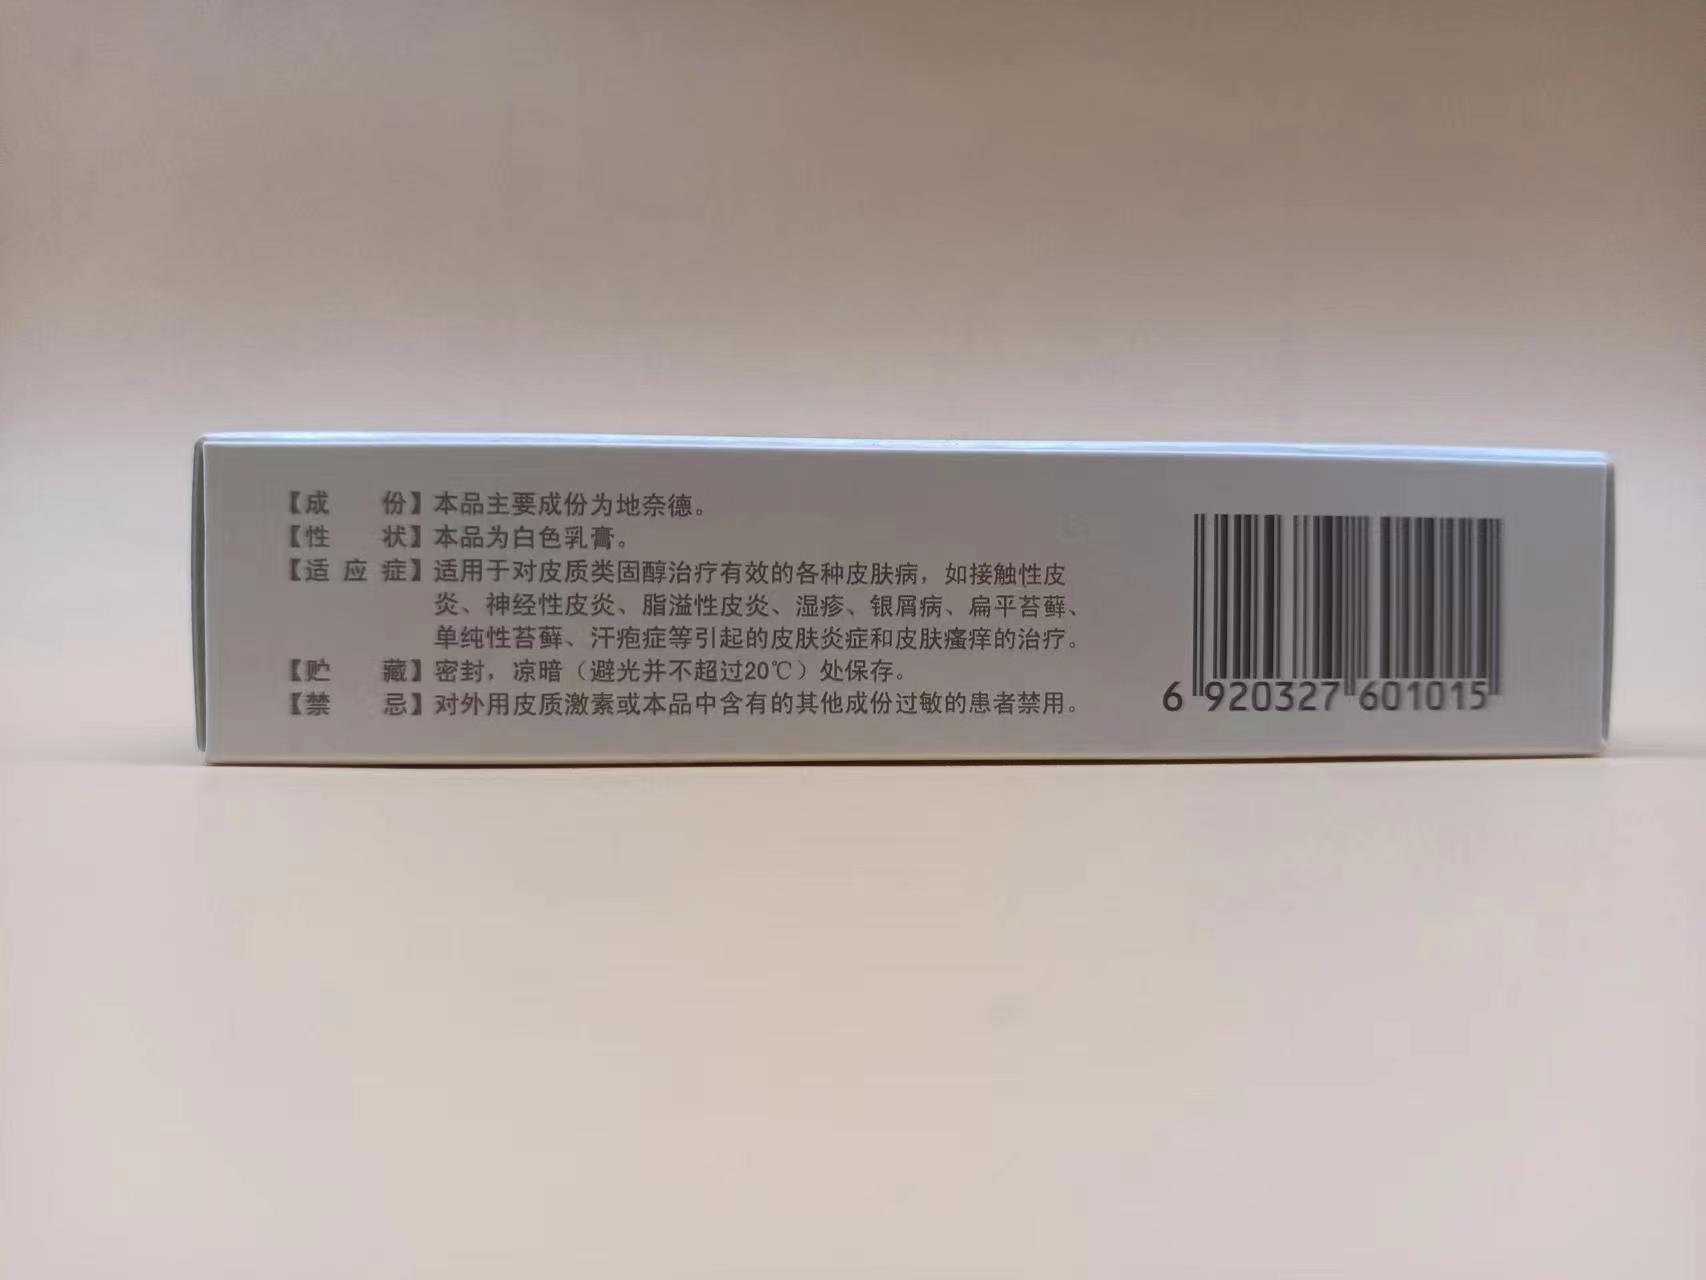 【成 份】本品主要成份为地奈德。
【性 状】本品为白色乳膏。
【适 应 症】适用于对皮质类固醇治疗有效的各种皮肤病，如接触性皮
炎、神经性皮炎、脂溢性皮炎、湿疹、银屑病、扁平苔藓、
单纯性苔藓、汗疱症等引起的皮肤炎症和皮肤瘙痒的治疗。
【贮 藏】密封，凉暗（避光并不超过20℃）处保存。
【禁 忌】对外用皮质激素或本品中含有的其他成份过敏的患者禁用。
6 920327 601015